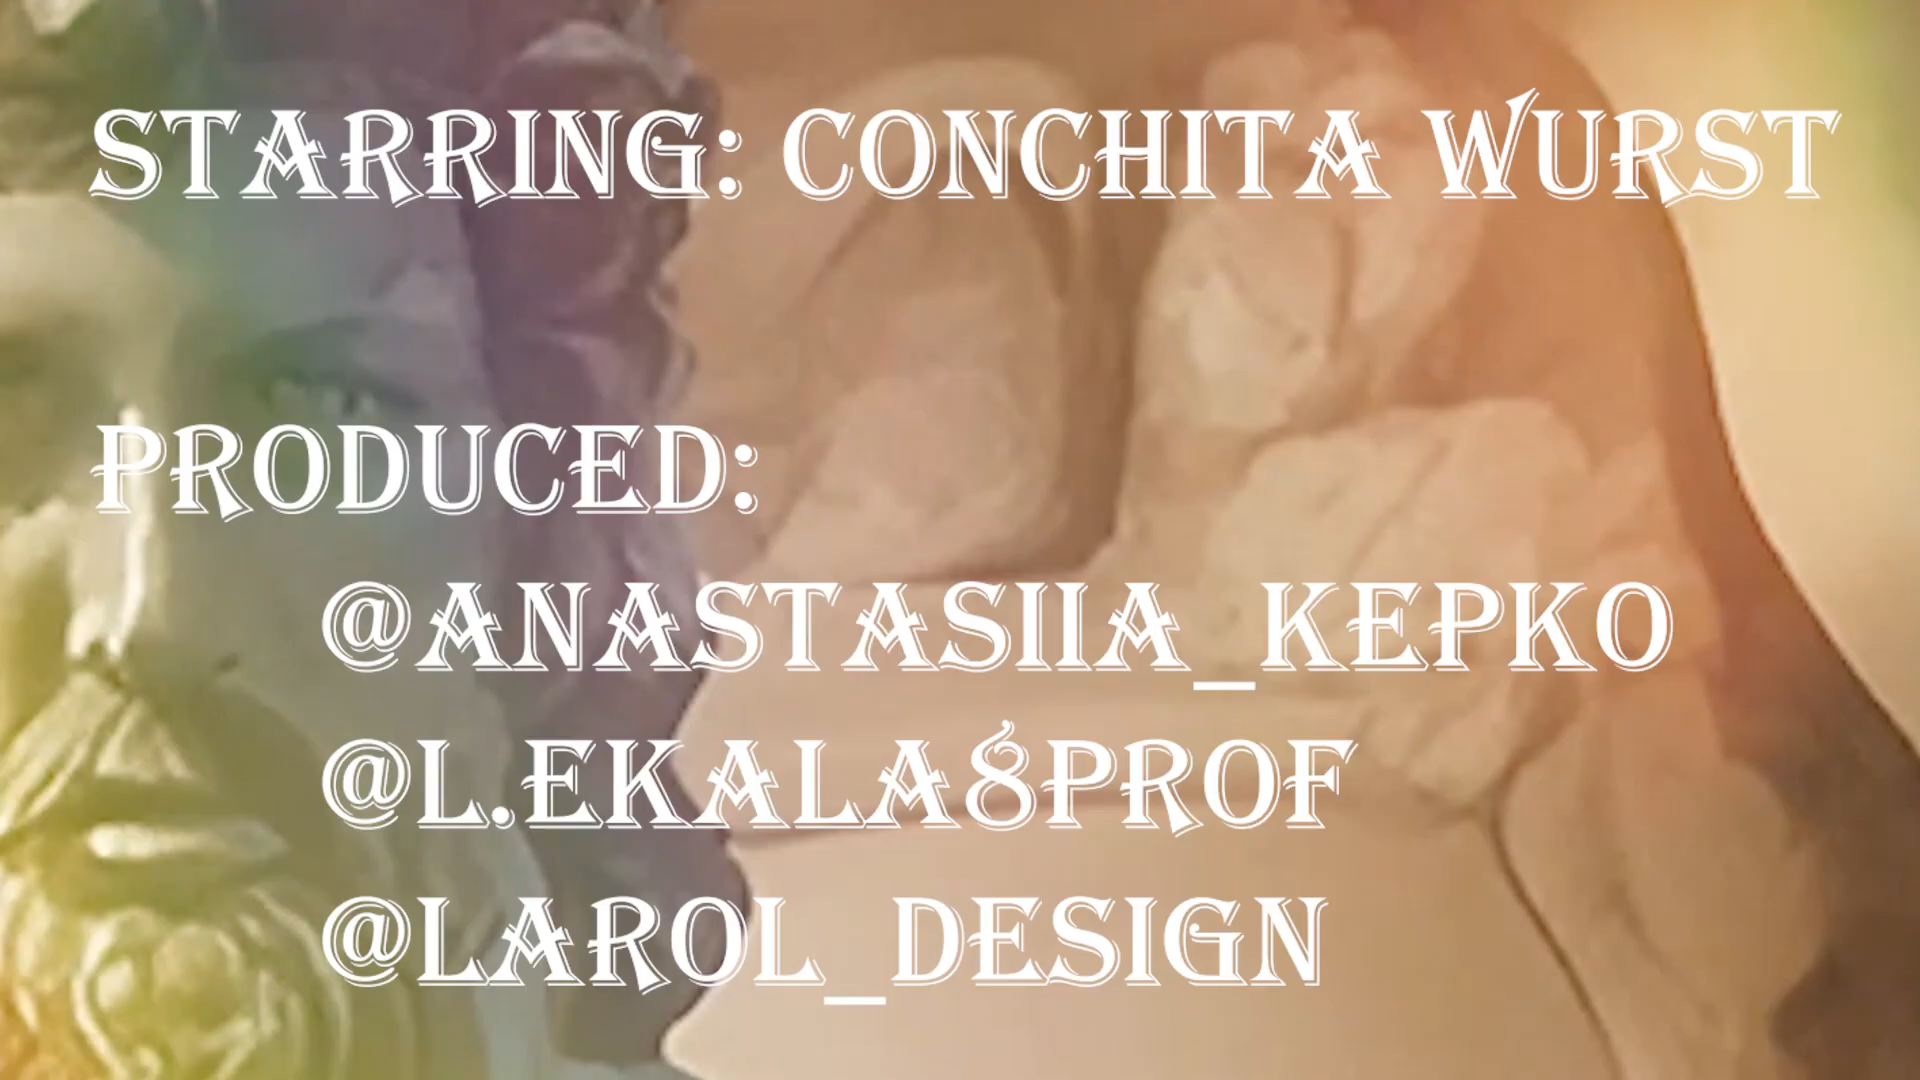 STARRING: CONCHITA WURST
PRODUCED:
@ANASTASIIA_KEPKO
@L.EKALA8PROF
@LAROL_DESIGN